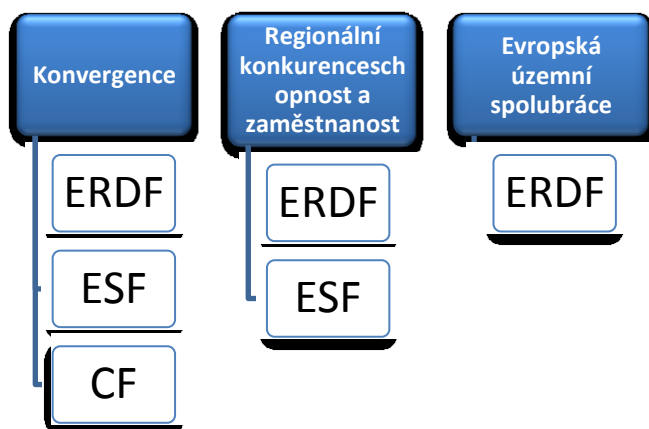 Konvergence
ERDF
ESF
CF
Regionální
konkurencesch
opnost a
zaměstnanost
ERDF
ESF
Evropská
územní
spolubráce
ERDF